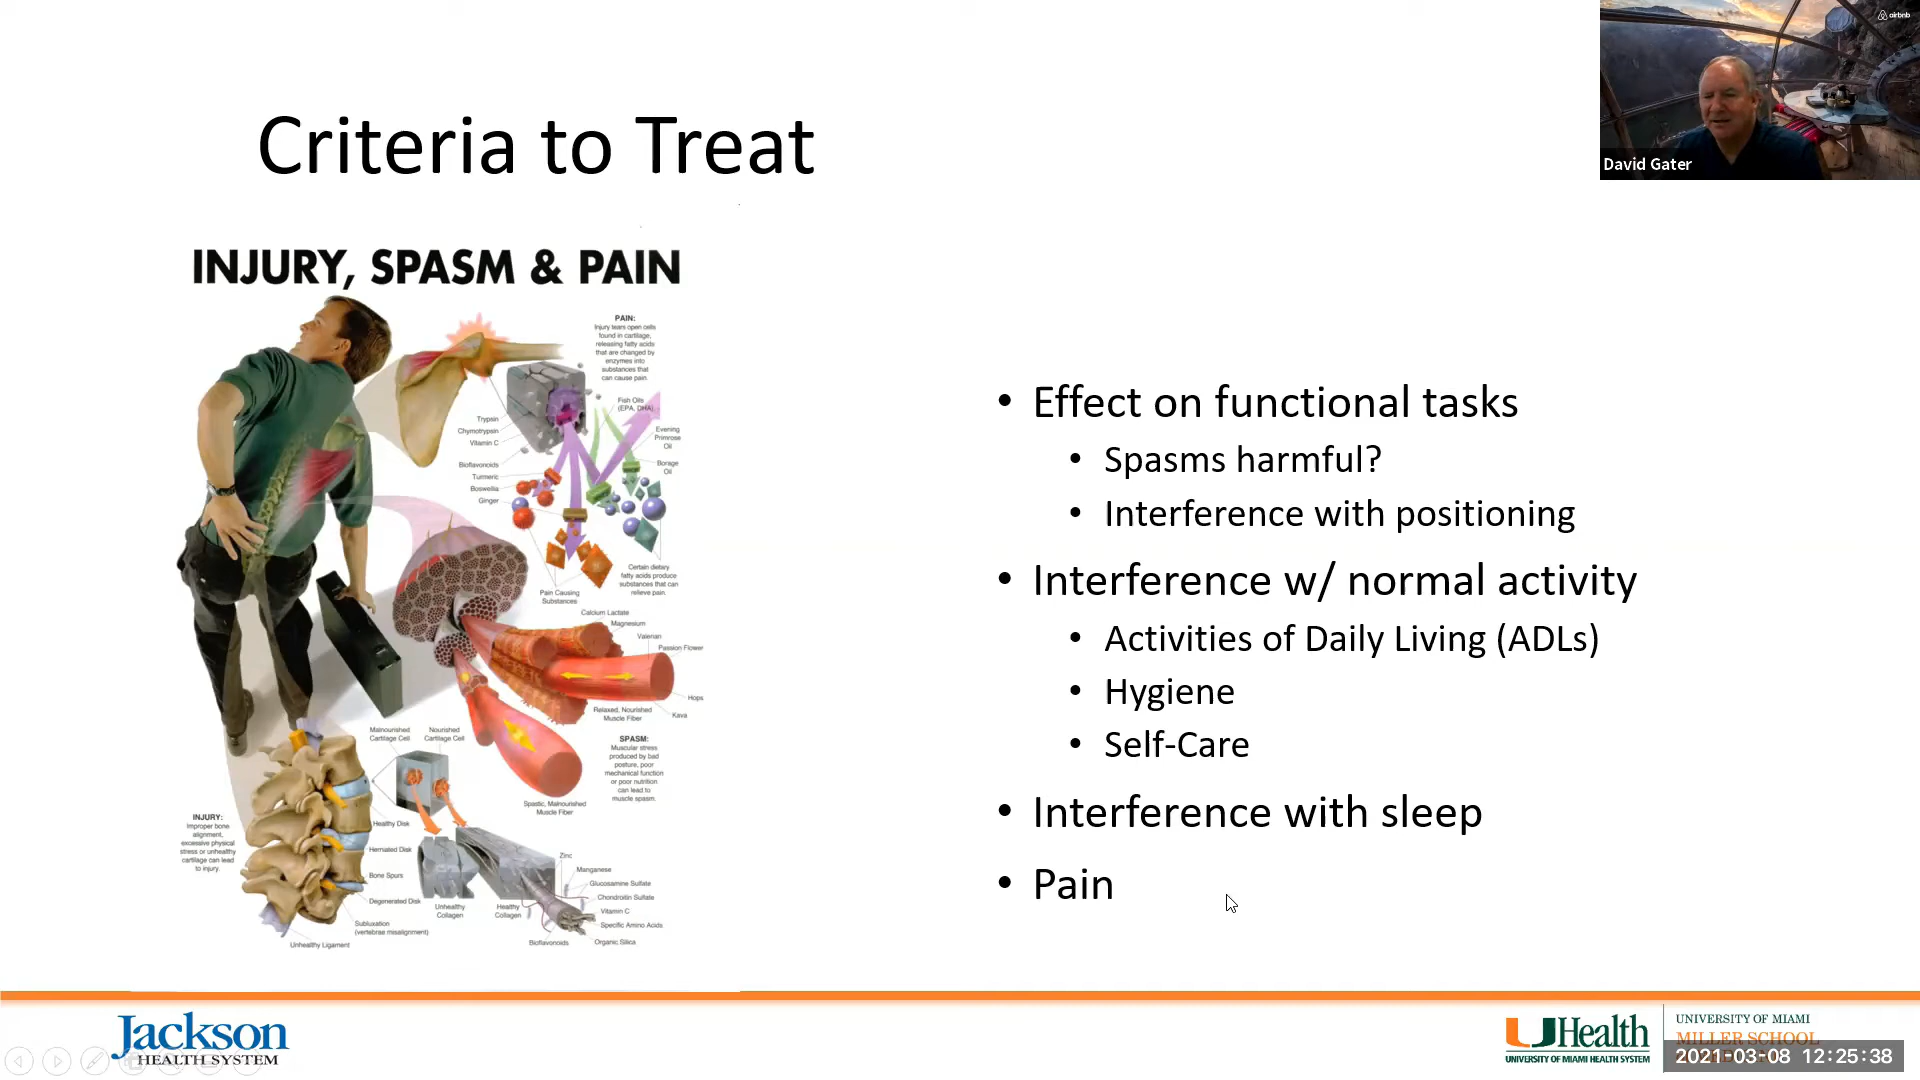 airbnb
David Gater
Criteria to Treat
INJURY, SPASM & PAIN
PAIN:
Injury tears open cells
found in cartilage,
releasing fatty acids
that are changed by
enzymes into
substances that
can cause pain.
Fish Oils
(EPA, DHA)
Trypsin
Chymotrypsin
Vitamin C
Evening
Primrose
Oil
Borage
Oil
Bioflavonoids
Turmeric
Boswellia
Ginger
Certain dietary
fatty acids produce
substances that can
relieve pain.
Pain Causing
Substances
Calcium Lactate
Magnesium
Valerian
Passion Flower
Hops
Kava
Relaxed, Nourished
Muscle Fiber
SPASM:
Muscular stress
produced by bad
posture, poor
mechanical function
or poor nutrition
can lead to
muscle spasm.
Spastic, Malnourished
Muscle Fiber
Malnourished
Cartilage Cell
Nourished
Cartilage Cell
INJURY:
Improper bone
alignment,
excessive physical
stress or unhealthy
cartilage can lead
to injury.
Healthy Disk
Herniated Disk
Bone Spurs
Degenerated Disk
Subluxation
(vertebrae misalignment)
Unhealthy Ligament
Unhealthy
Collagen
Healthy
Collagen
Zinc
Manganese
Glucosamine Sulfate
Chondroitin Sulfate
Vitamin C
Specific Amino Acids
Organic Silica
Bioflavonoids
• Effect on functional tasks
• Spasms harmful?
• Interference with positioning
• Interference w/ normal activity
• Activities of Daily Living (ADLs)
• Hygiene
• Self-Care
• Interference with sleep
• Pain
Jackson
HEALTH SYSTEM
UHealth
UNIVERSITY OF MIAMI HEALTH SYSTEM
UNIVERSITY OF MIAMI
MILLER SCHOOL
2021-03-08 12:25:38